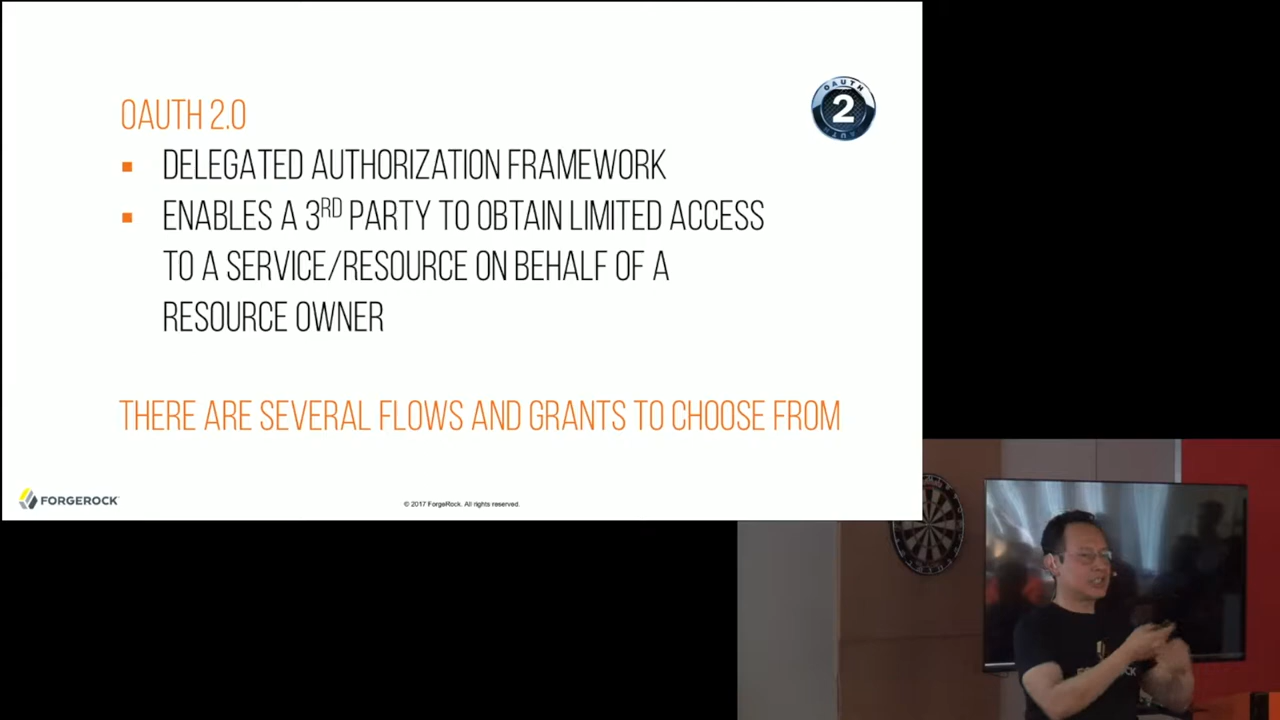 OAUTH 2.0
OAUTH
2
AUTH
▪ DELEGATED AUTHORIZATION FRAMEWORK
▪ ENABLES A 3RD PARTY TO OBTAIN LIMITED ACCESS
TO A SERVICE/RESOURCE ON BEHALF OF A
RESOURCE OWNER
THERE ARE SEVERAL FLOWS AND GRANTS TO CHOOSE FROM
FORGEROCK
© 2017 ForgeRock. All rights reserved.